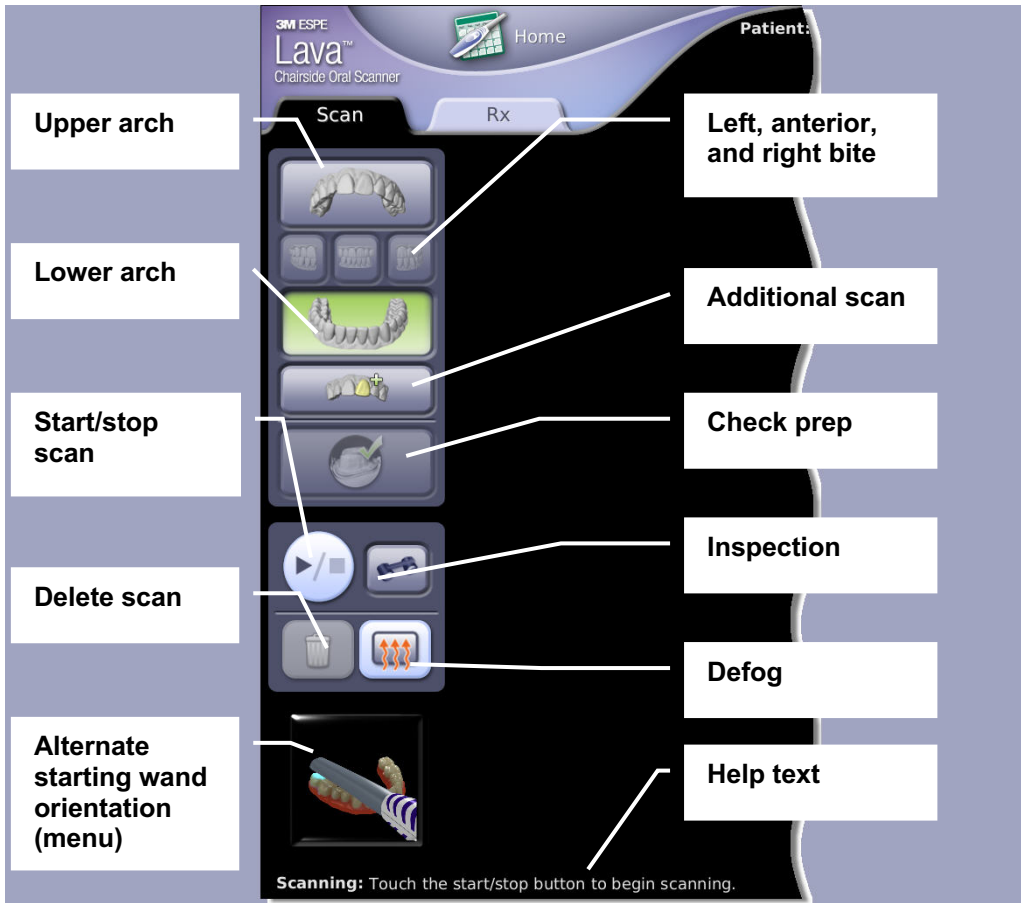 3M ESPE
Lava™
Chairside Oral Scanner
Home
Patient:
Scan
Rx
Upper arch
Left, anterior,
and right bite
Lower arch
Additional scan
Start/stop
scan
Check prep
Inspection
Delete scan
Defog
Alternate
starting wand
orientation
(menu)
Help text
Scanning: Touch the start/stop button to begin scanning.